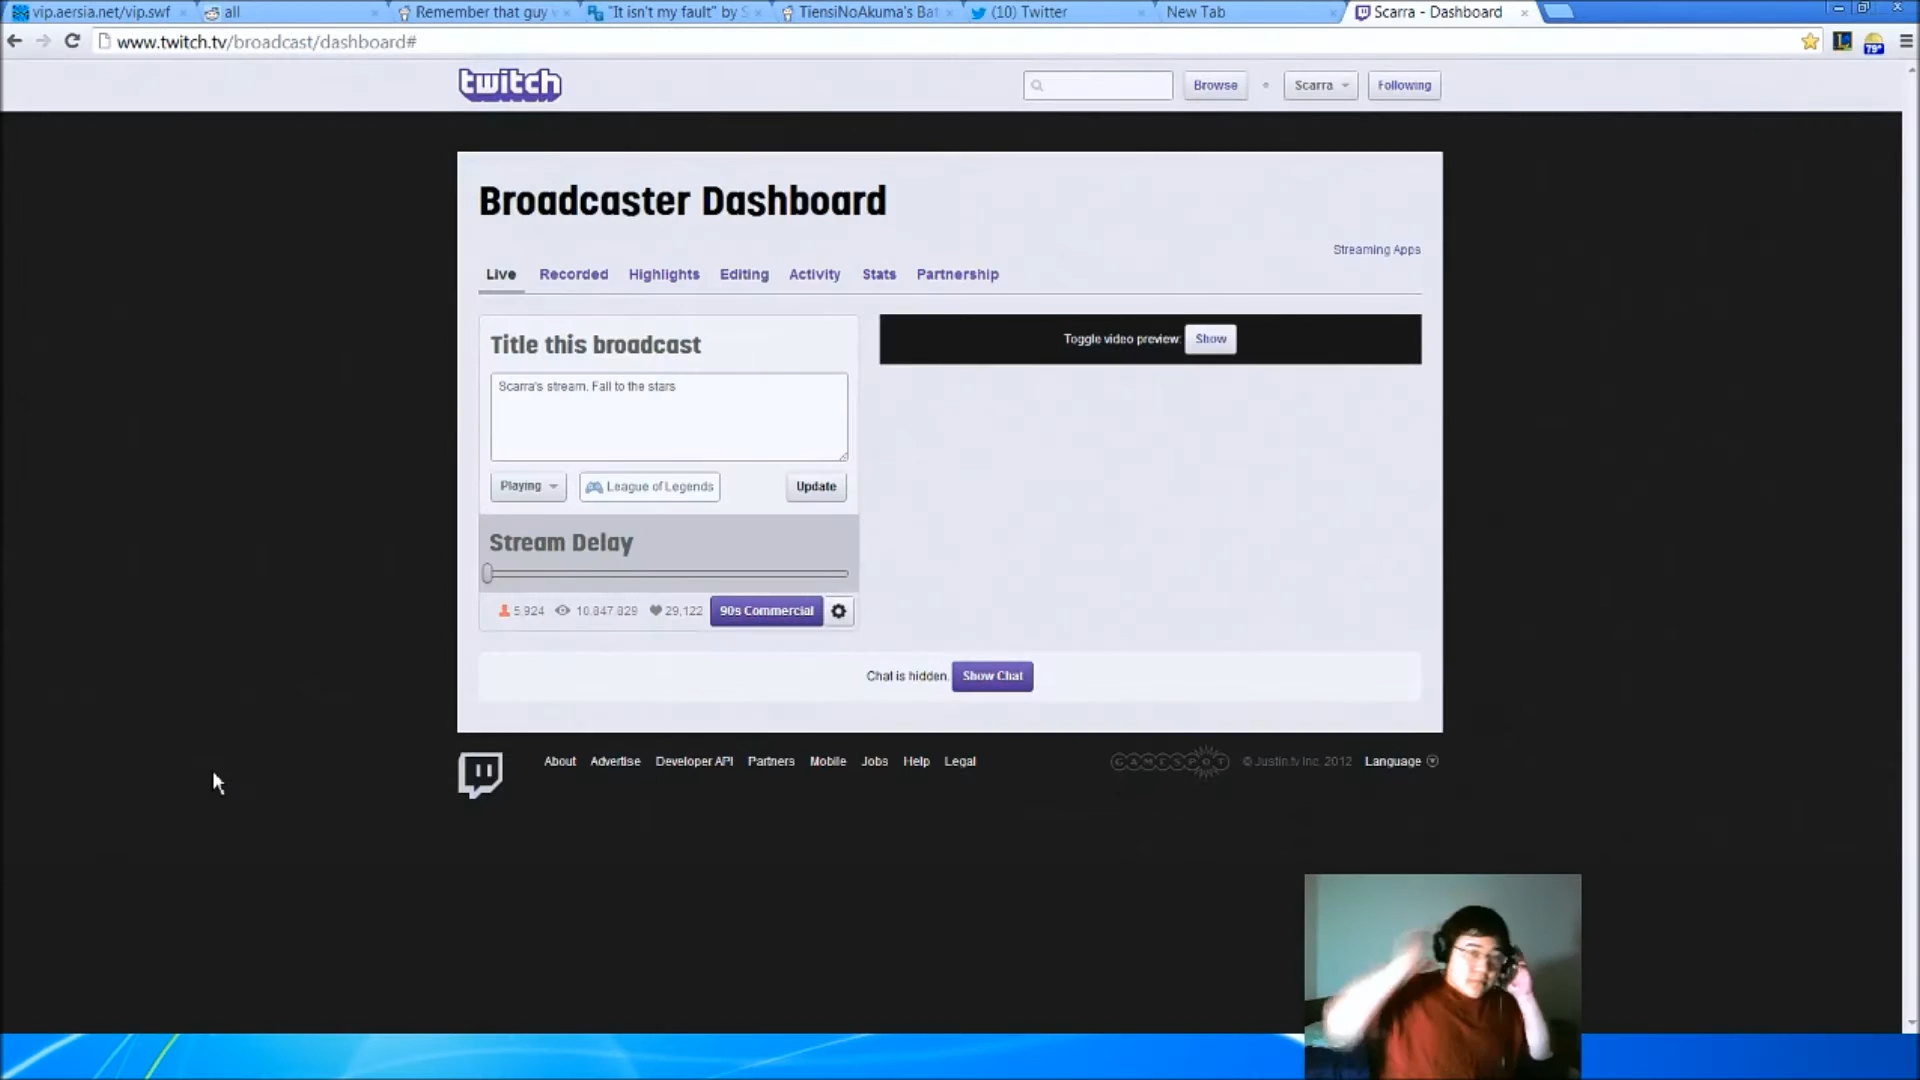 vip.aersia.net/vip.swf
all
Remember that guy
"It isn't my fault" by S
TiensiNoAkuma's Bat
(10) Twitter
New Tab
Scarra - Dashboard
www.twitch.tv/broadcast/dashboard#
79°
twitch
Browse
Scarra
Following
Broadcaster Dashboard
Streaming Apps
Live
Recorded
Highlights
Editing
Activity
Stats
Partnership
Title this broadcast
Toggle video preview: Show
Scarra's stream. Fall to the stars
Playing
League of Legends
Update
Stream Delay
5,924
10,847,829
29,122
90s Commercial
Chat is hidden. Show Chat
About
Advertise
Developer API
Partners
Mobile
Jobs
Help
Legal
GAMESPOT
© Justin.tv Inc. 2012
Language